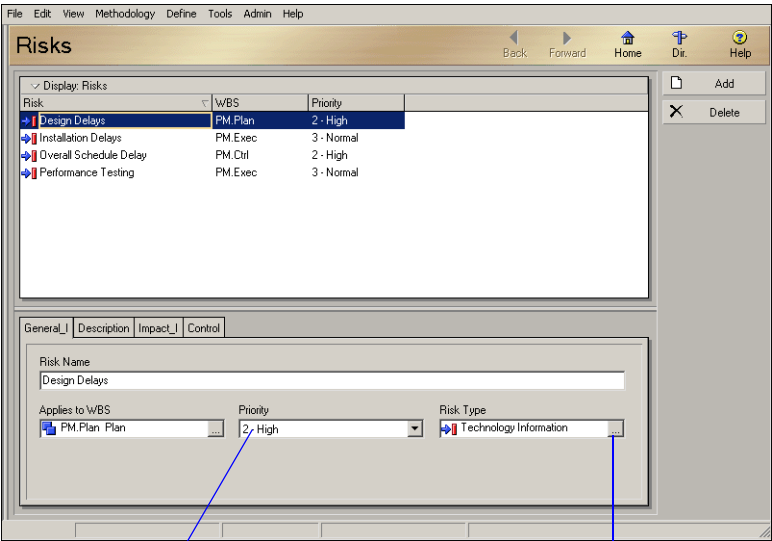 File Edit View Methodology Define Tools Admin Help
Risks
Back Forward Home Dir. Help
Display: Risks
Risk WBS Priority
Design Delays PM.Plan 2 - High
Installation Delays PM.Exec 3 - Normal
Overall Schedule Delay PM.Ctrl 2 - High
Performance Testing PM.Exec 3 - Normal
Add
Delete
General_I Description Impact_I Control
Risk Name
Design Delays
Applies to WBS Priority Risk Type
PM.Plan Plan ... 2 - High Technology Information ...